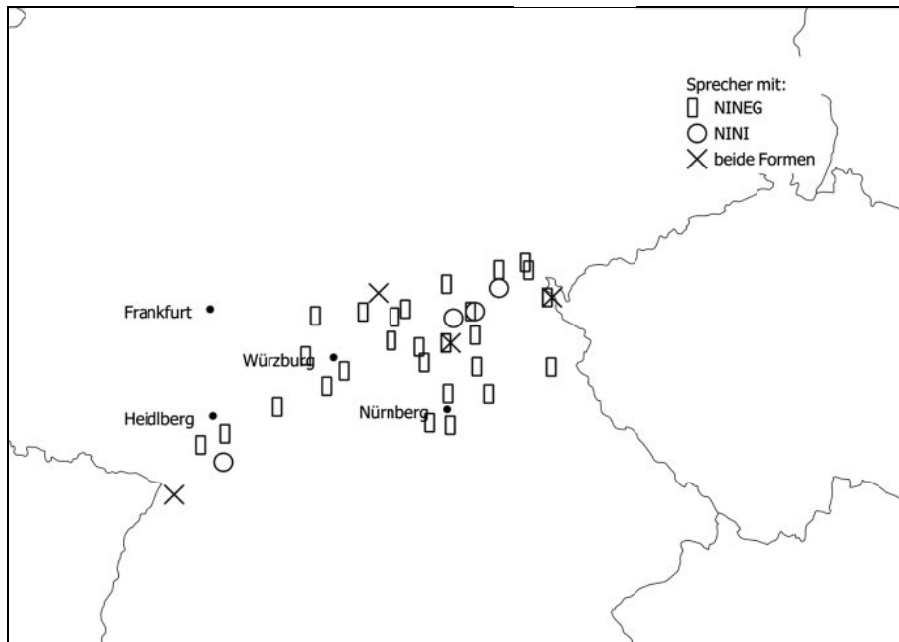 Sprecher mit:
NINEG
NINI
beide Formen
Frankfurt
Würzburg
Heidlberg
Nürnberg